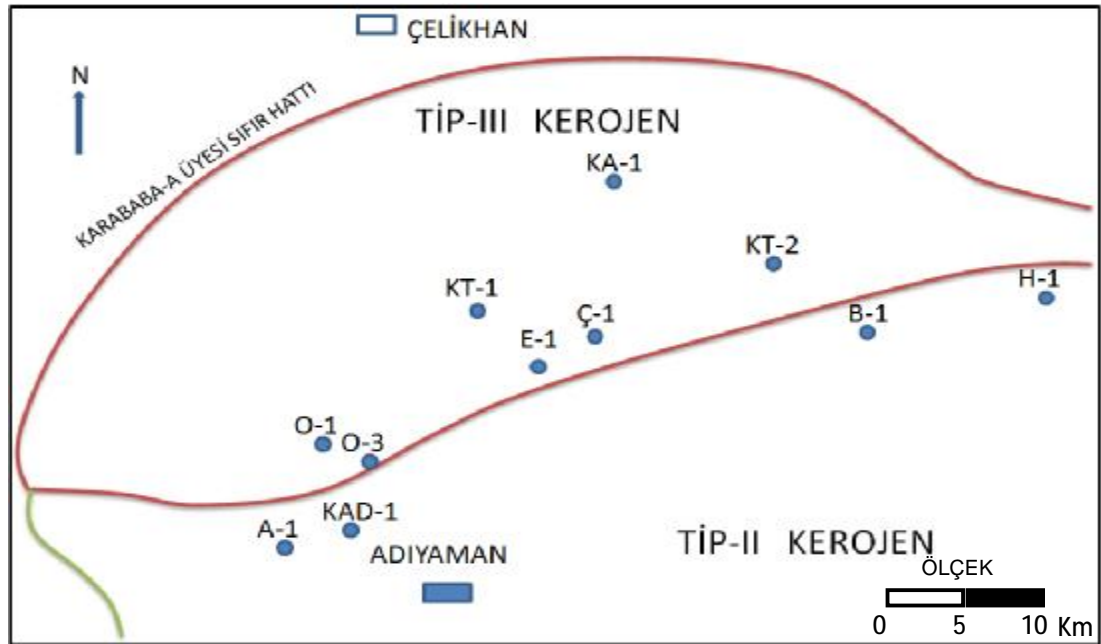 ÇELİKHAN
N
KARABABA-A ÜYESİ SIFIR HATTI
TİP-III KEROJEN
KA-1
KT-2
KT-1
H-1
Ç-1
B-1
E-1
O-1
O-3
KAD-1
A-1
ADIYAMAN
TİP-II KEROJEN
ÖLÇEK
0 5 10 Km